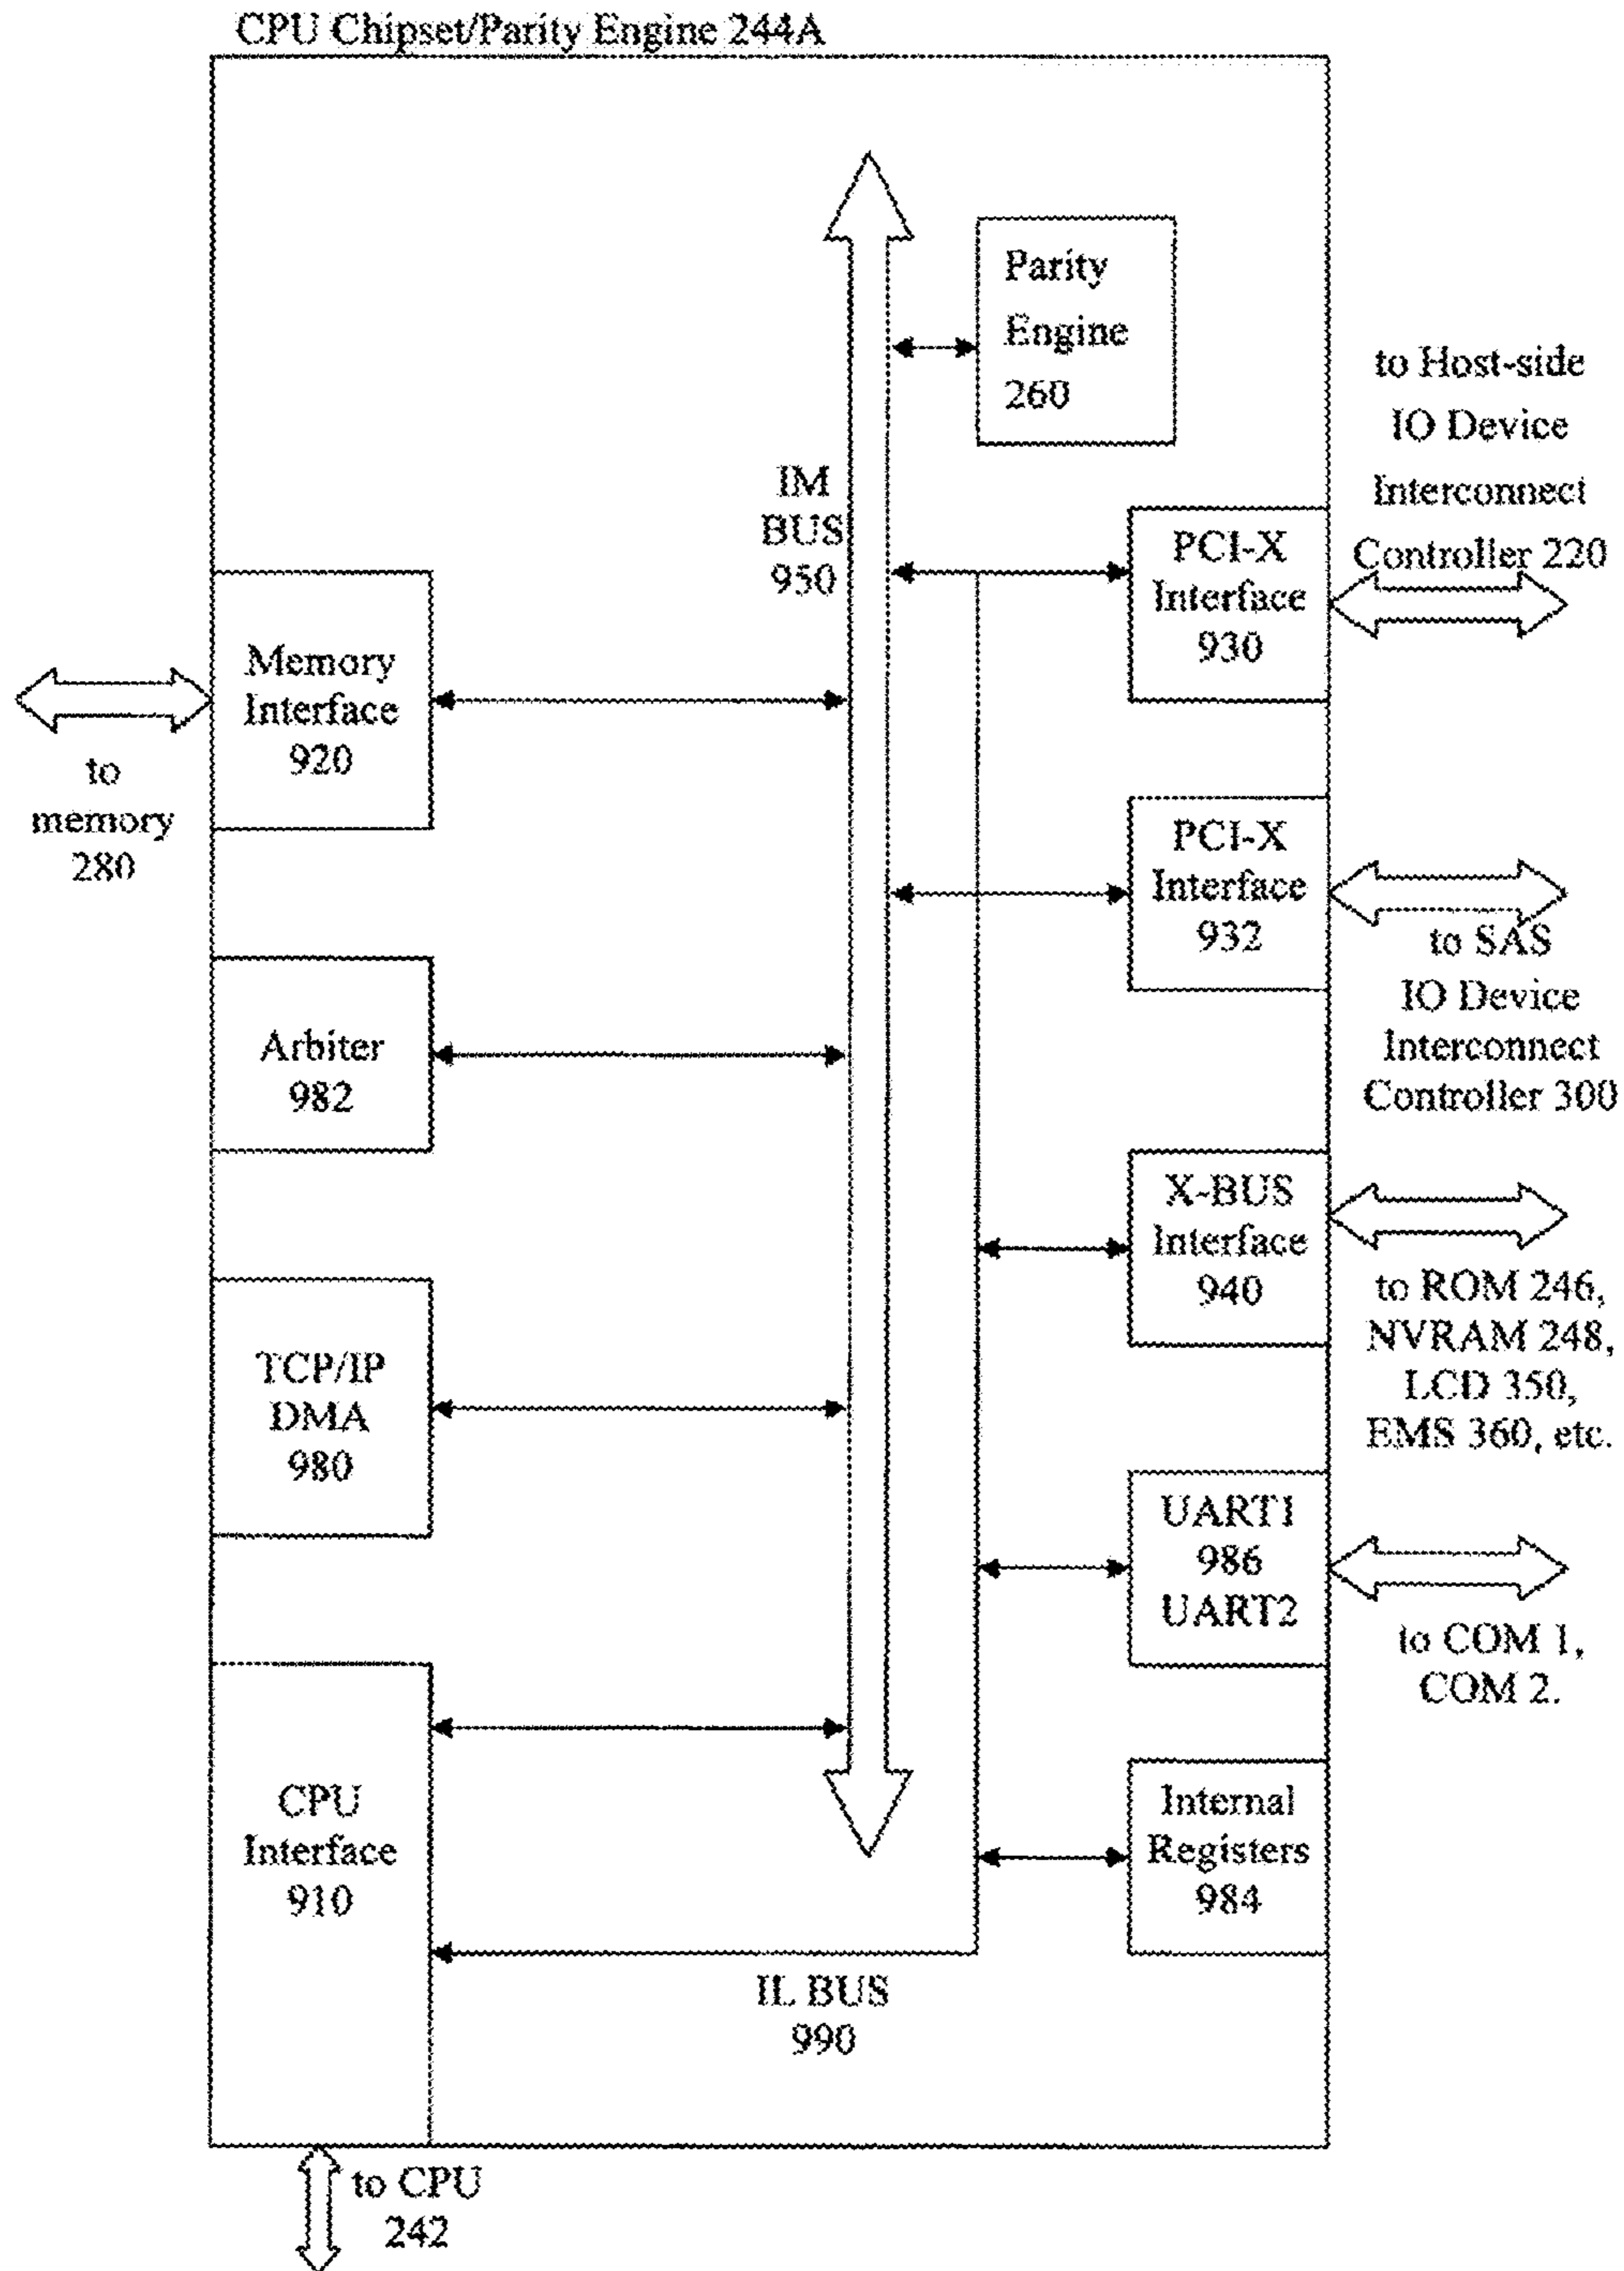 CPU Chipset/Parity Engine 244A
Parity
Engine
260
to Host-side
IO Device
Interconnect
Controller 220
IM
BUS
950
PCI-X
Interface
930
Memory
Interface
920
to
memory
280
PCI-X
Interface
932
to SAS
IO Device
Interconnect
Controller 300
Arbiter
982
X-BUS
Interface
940
to ROM 246,
NVRAM 248,
LCD 350,
EMS 360, etc.
TCP/IP
DMA
980
UART1
986
UART2
to COM 1,
COM 2.
CPU
Interface
910
Internal
Registers
984
IL BUS
990
to CPU
242